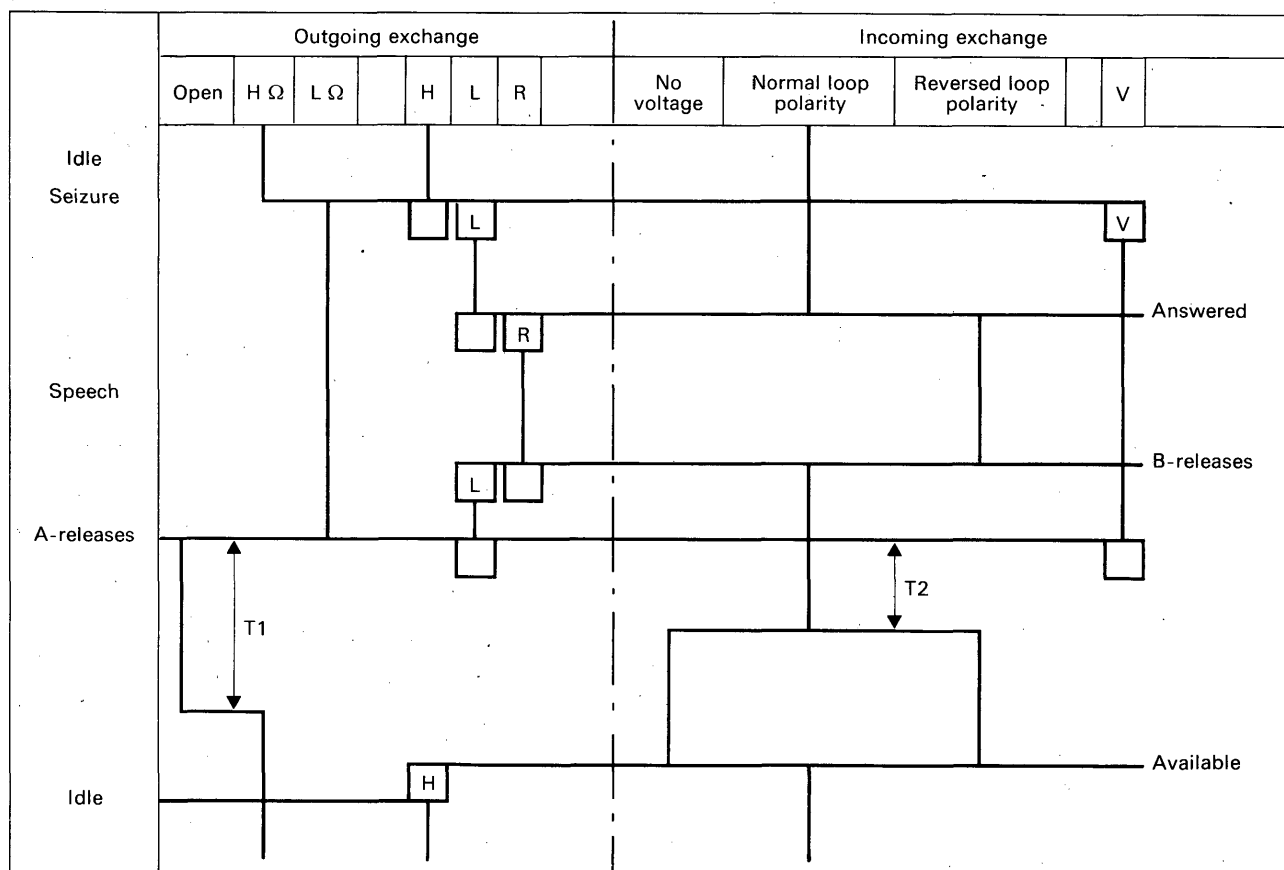 Outgoing exchange
Incoming exchange
Open
H Ω
L Ω
H
L
R
No voltage
Normal loop polarity
Reversed loop polarity
V
Idle
Seizure
L
V
Answered
R
Speech
B-releases
L
A-releases
T1
T2
Available
H
Idle